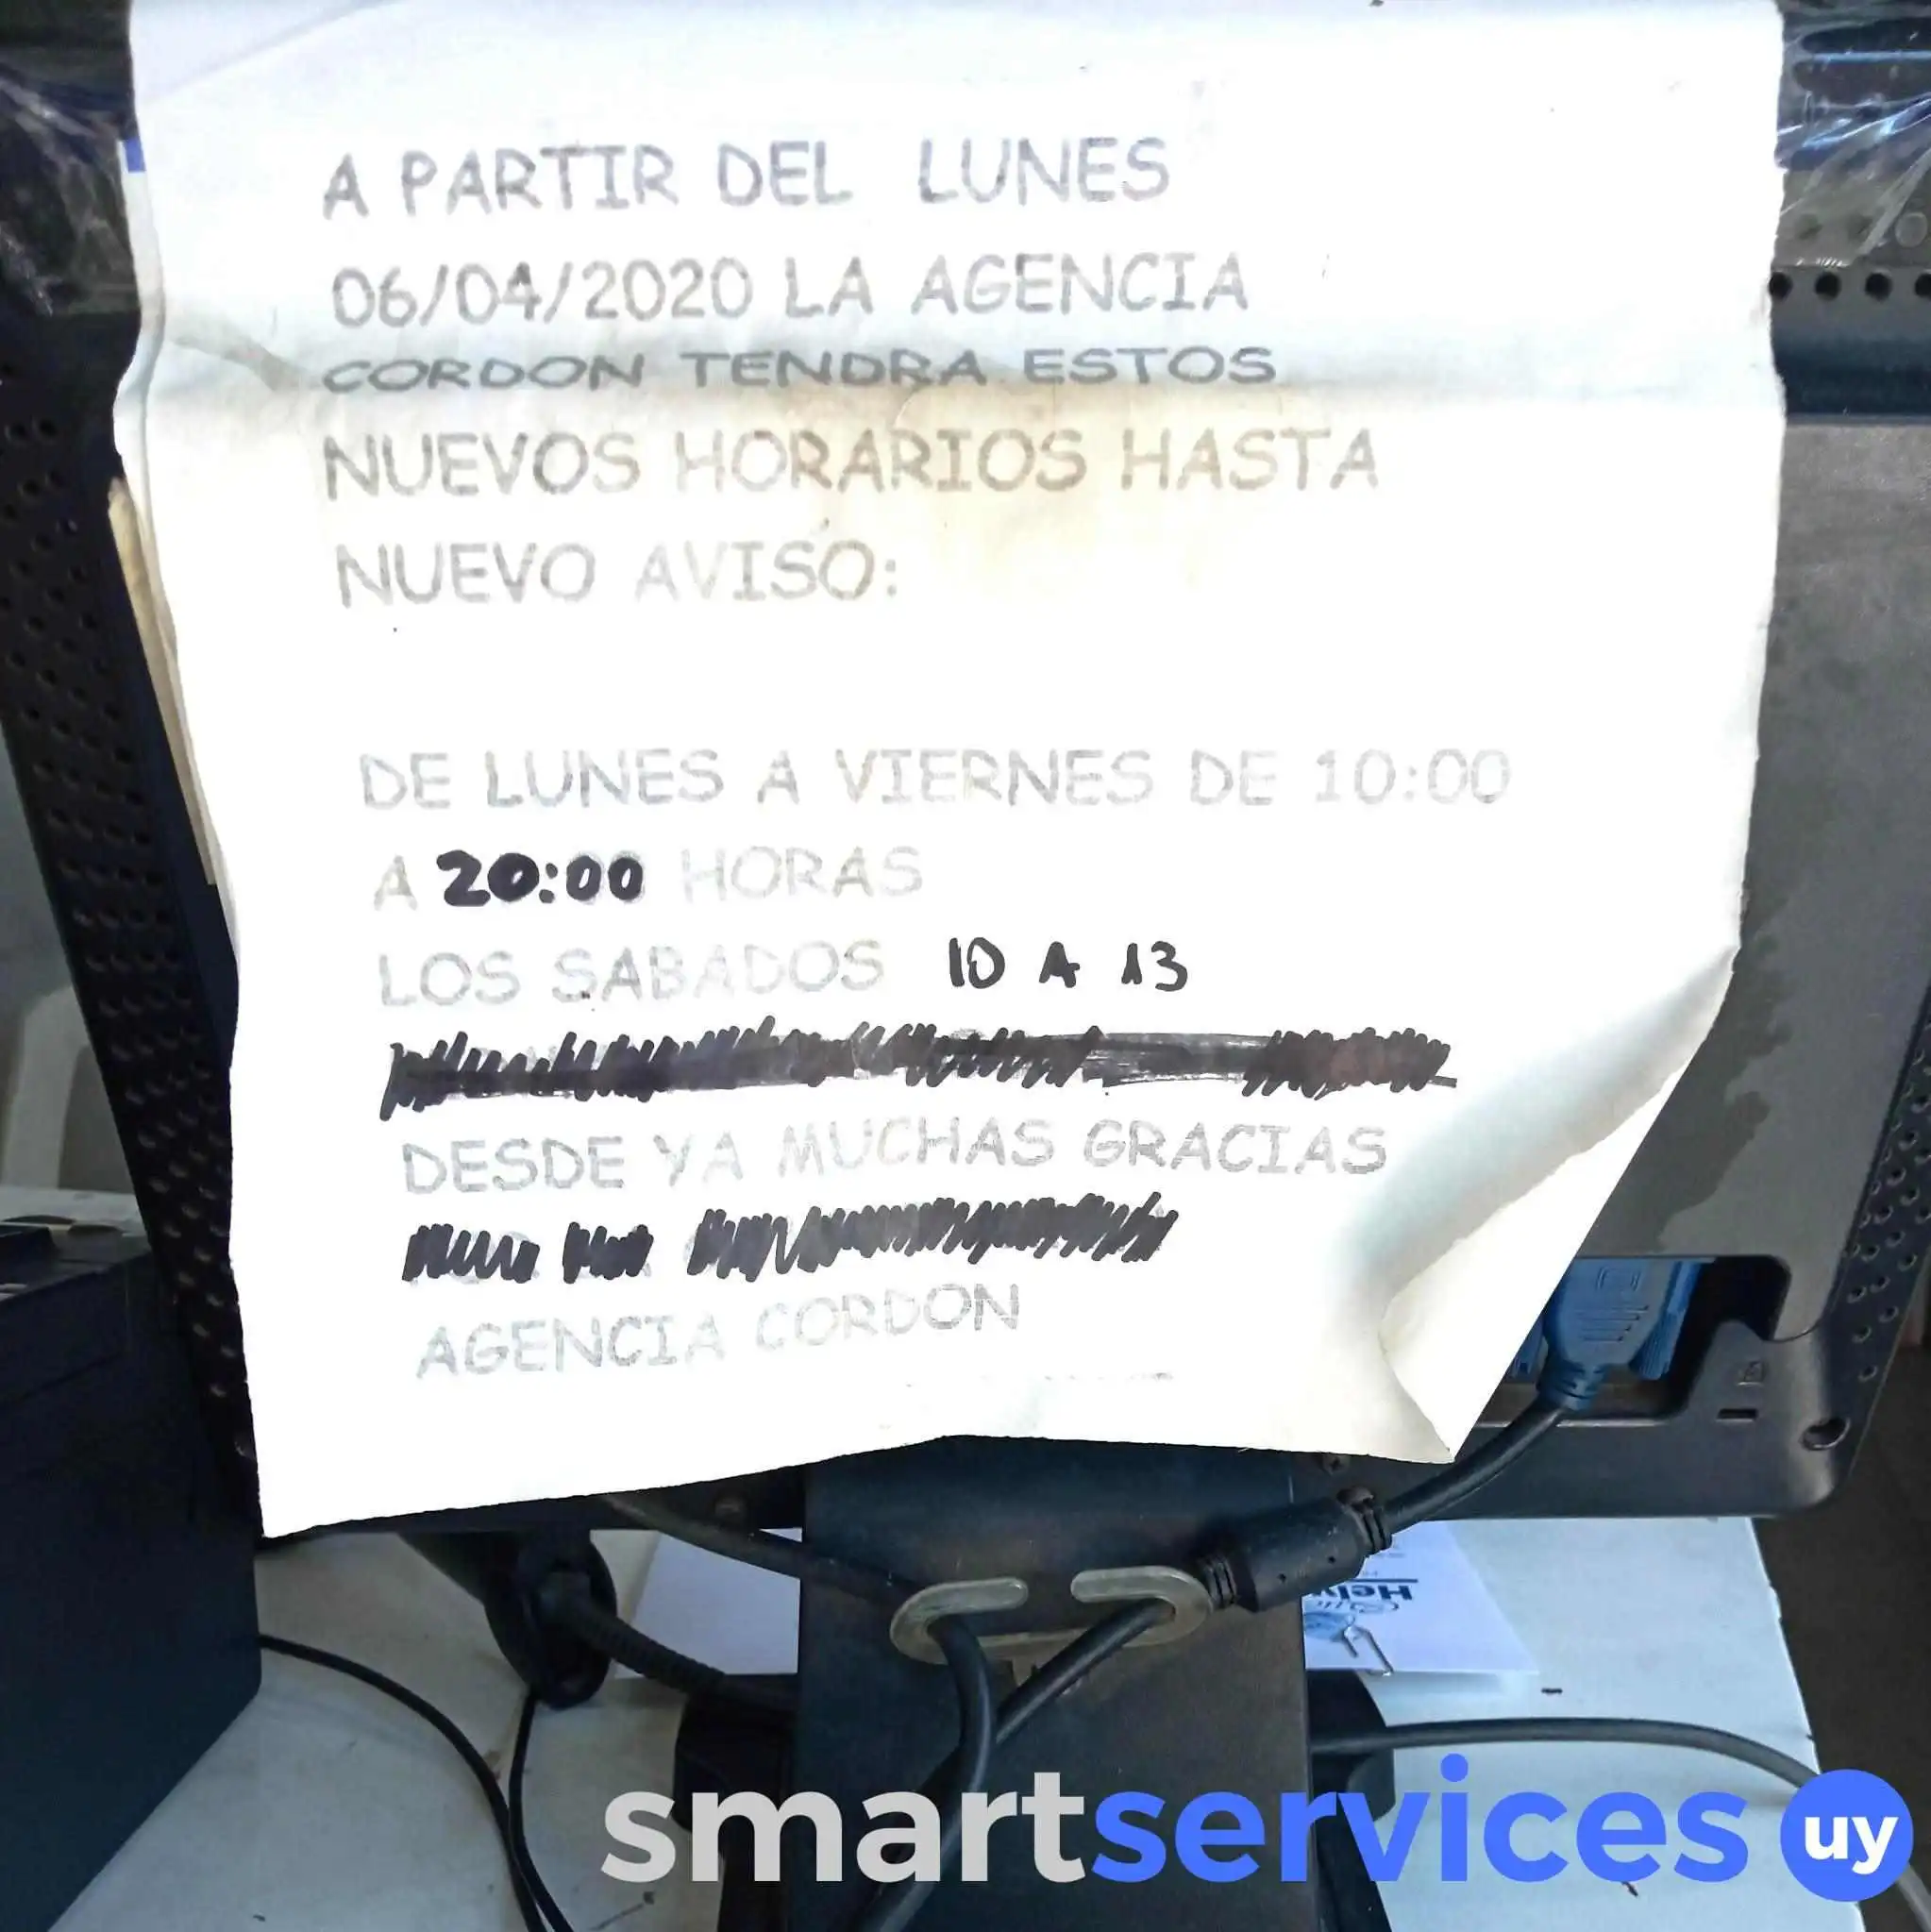 A PARTIR DEL LUNES
06/04/2020 LA AGENCIA
CORDON TENDRA ESTOS
NUEVOS HORARIOS HASTA
NUEVO AVISO:
DE LUNES A VIERNES DE 10:00
A 20:00 HORAS
LOS SABADOS 10 A 13
DESDE YA MUCHAS GRACIAS
AGENCIA CORDON
smartservices uy